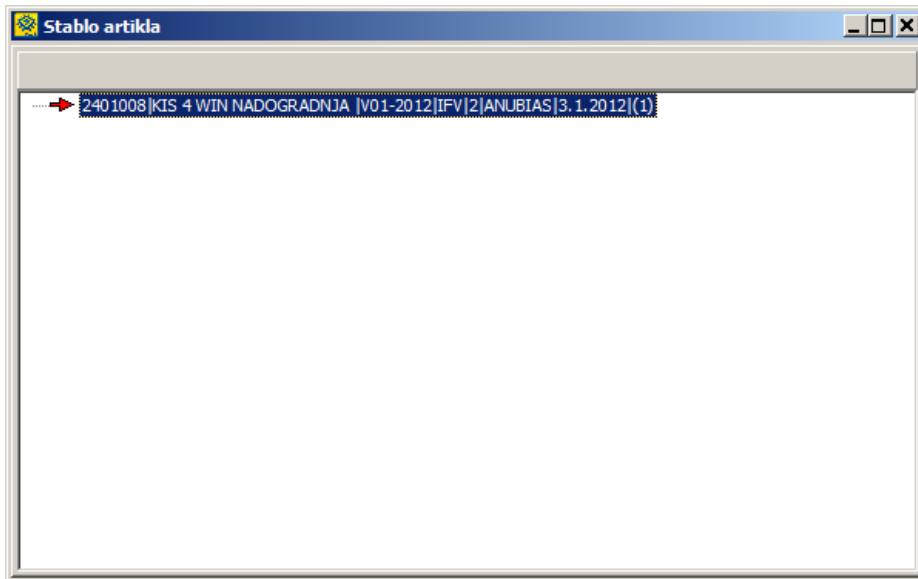 Stablo artikla
2401008|KIS 4 WIN NADOGRADNJA |V01-2012|IFV|2|ANUBIAS|3.1.2012|(1)